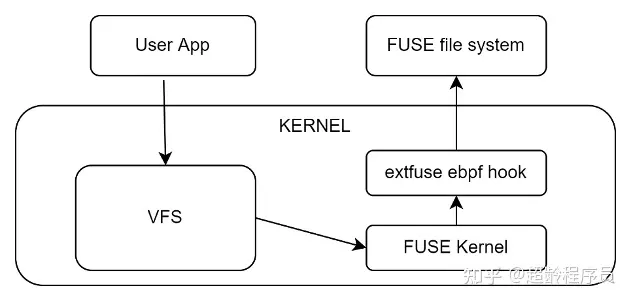 User App
FUSE file system
KERNEL
extfuse ebpf hook
VFS
FUSE Kernel
知乎 @超龄程序员